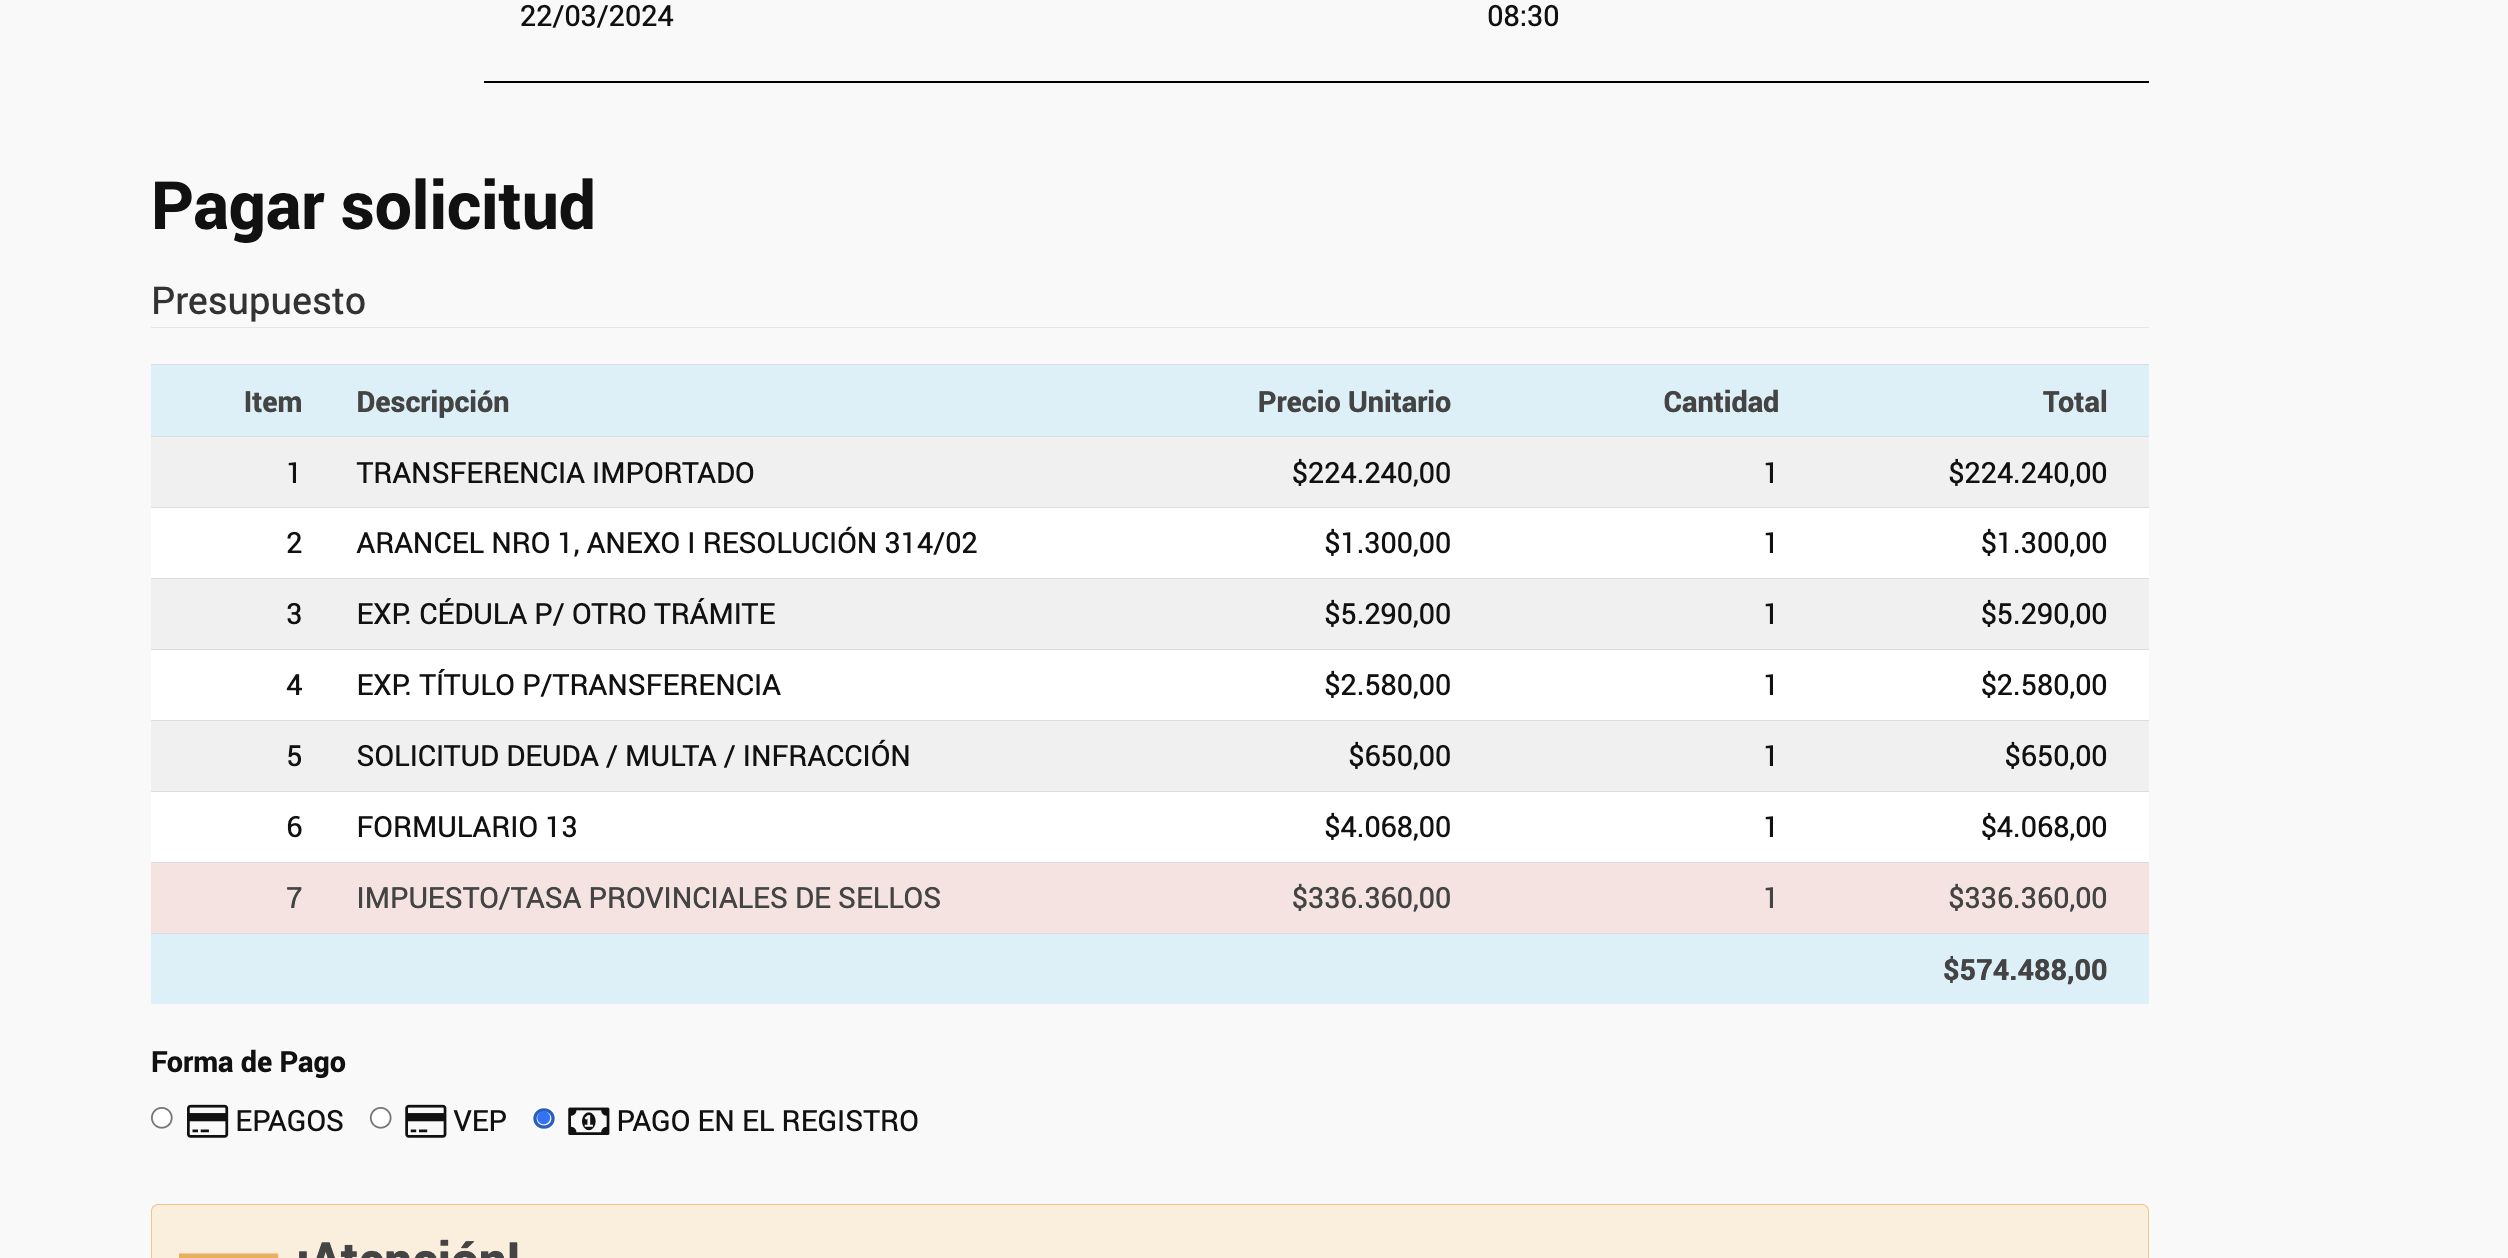 22/03/2024 08:30
Pagar solicitud
Presupuesto
Item Descripción Precio Unitario Cantidad Total
1 TRANSFERENCIA IMPORTADO $224.240,00 1 $224.240,00
2 ARANCEL NRO 1, ANEXO I RESOLUCIÓN 314/02 $1.300,00 1 $1.300,00
3 EXP. CÉDULA P/ OTRO TRÁMITE $5.290,00 1 $5.290,00
4 EXP. TÍTULO P/TRANSFERENCIA $2.580,00 1 $2.580,00
5 SOLICITUD DEUDA / MULTA / INFRACCIÓN $650,00 1 $650,00
6 FORMULARIO 13 $4.068,00 1 $4.068,00
7 IMPUESTO/TASA PROVINCIALES DE SELLOS $336.360,00 1 $336.360,00
$574.488,00
Forma de Pago
EPAGOS VEP PAGO EN EL REGISTRO
¡Atención!